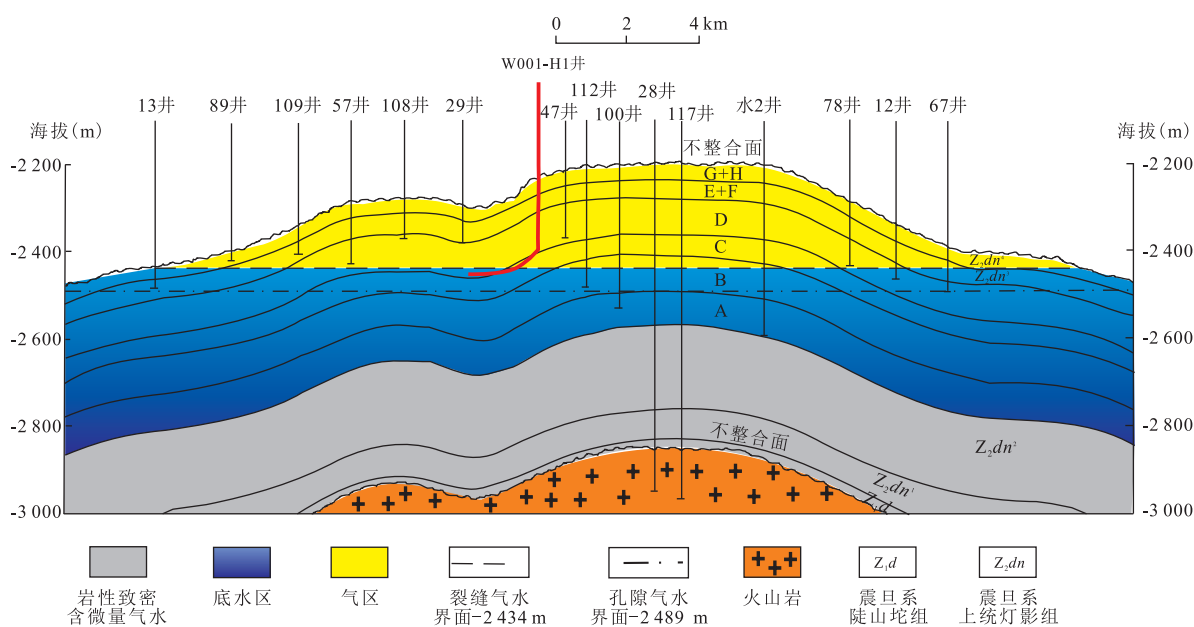 0 2 4 km
W001-H1井
112井 28井
13井 89井 109井 57井 108井 29井 47井 100井 117井 水2井 78井 12井 67井
海拔(m) 海拔(m)
不整合面
-2 200 -2 200
G+H
E+F
D
C
-2 400 -2 400
Z₂dn⁴
Z₂dn³
B
A
-2 600 -2 600
-2 800 -2 800
不整合面
Z₂dn²
Z₂dn¹
Z₁d
-3 000 -3 000
Z₁d Z₂dn
岩性致密 底水区 气区 裂缝气水 孔隙气水 火山岩 震旦系 震旦系
含微量气水 界面-2 434 m 界面-2 489 m 陡山坨组 上统灯影组